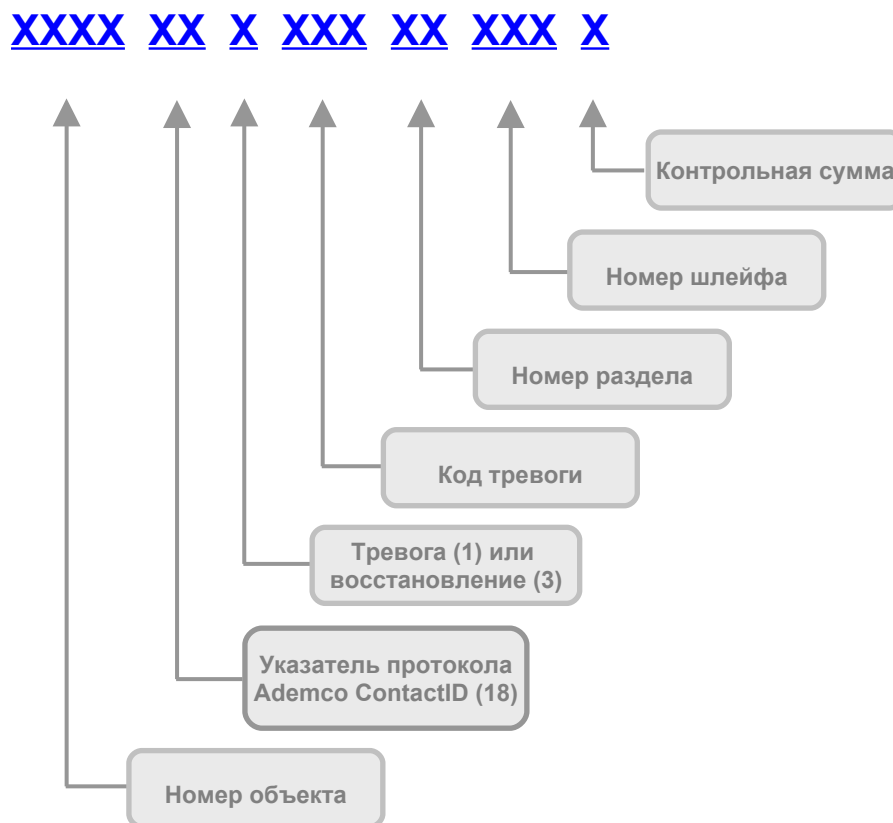 XXXX XX X XXX XX XXX X
Контрольная сумма
Номер шлейфа
Номер раздела
Код тревоги
Тревога (1) или
восстановление (3)
Указатель протокола
Ademco ContactID (18)
Номер объекта